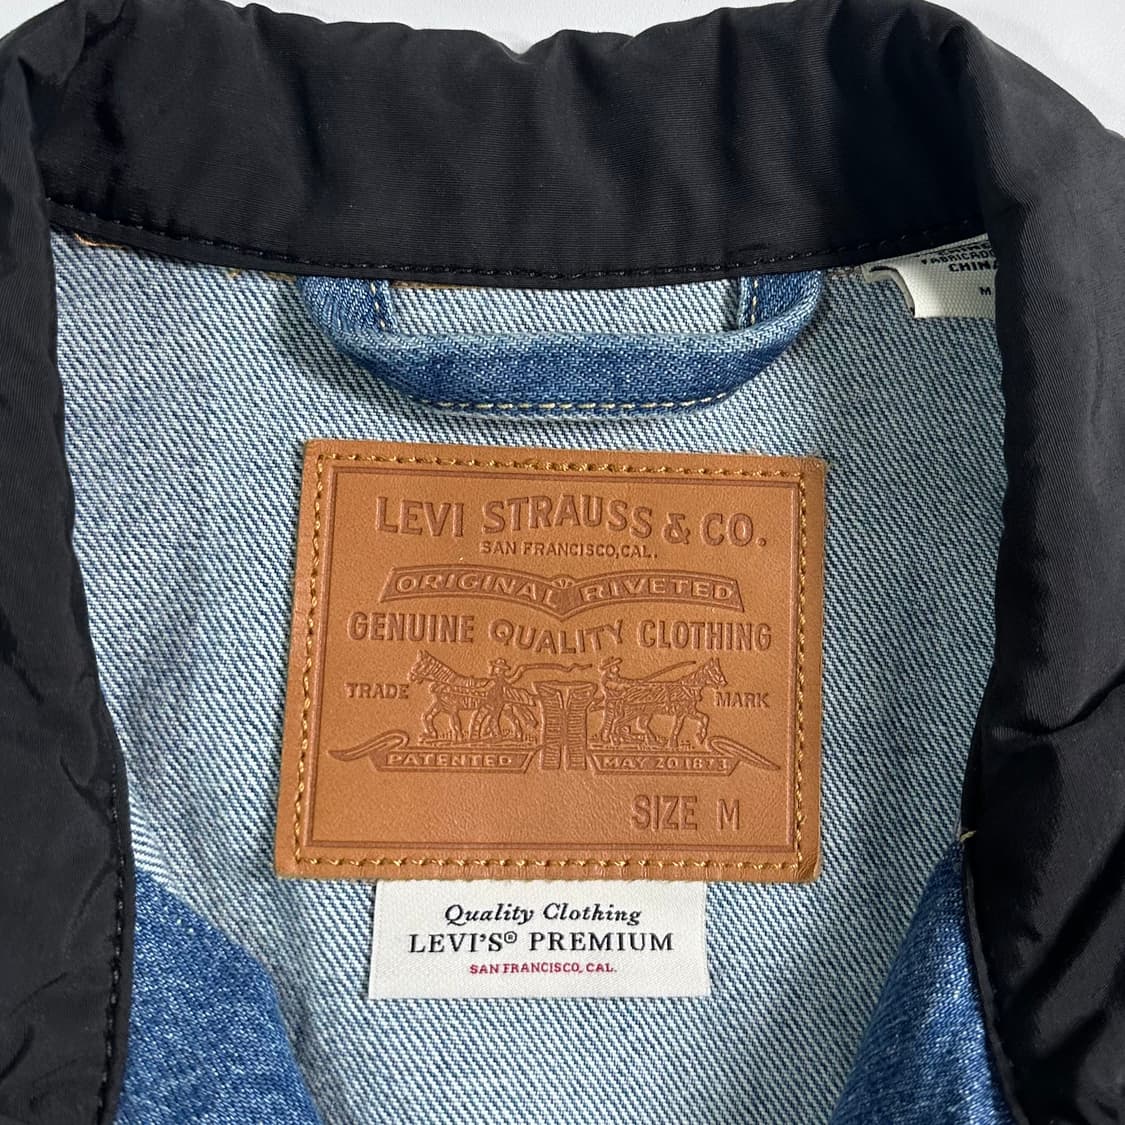 FABRICADO
CHINA
M
LEVI STRAUSS & CO.
SAN FRANCISCO, CAL.
ORIGINAL RIVETED
GENUINE QUALITY CLOTHING
TRADE MARK
PATENTED MAY 20 1873
SIZE M
Quality Clothing
LEVI'S® PREMIUM
SAN FRANCISCO, CAL.